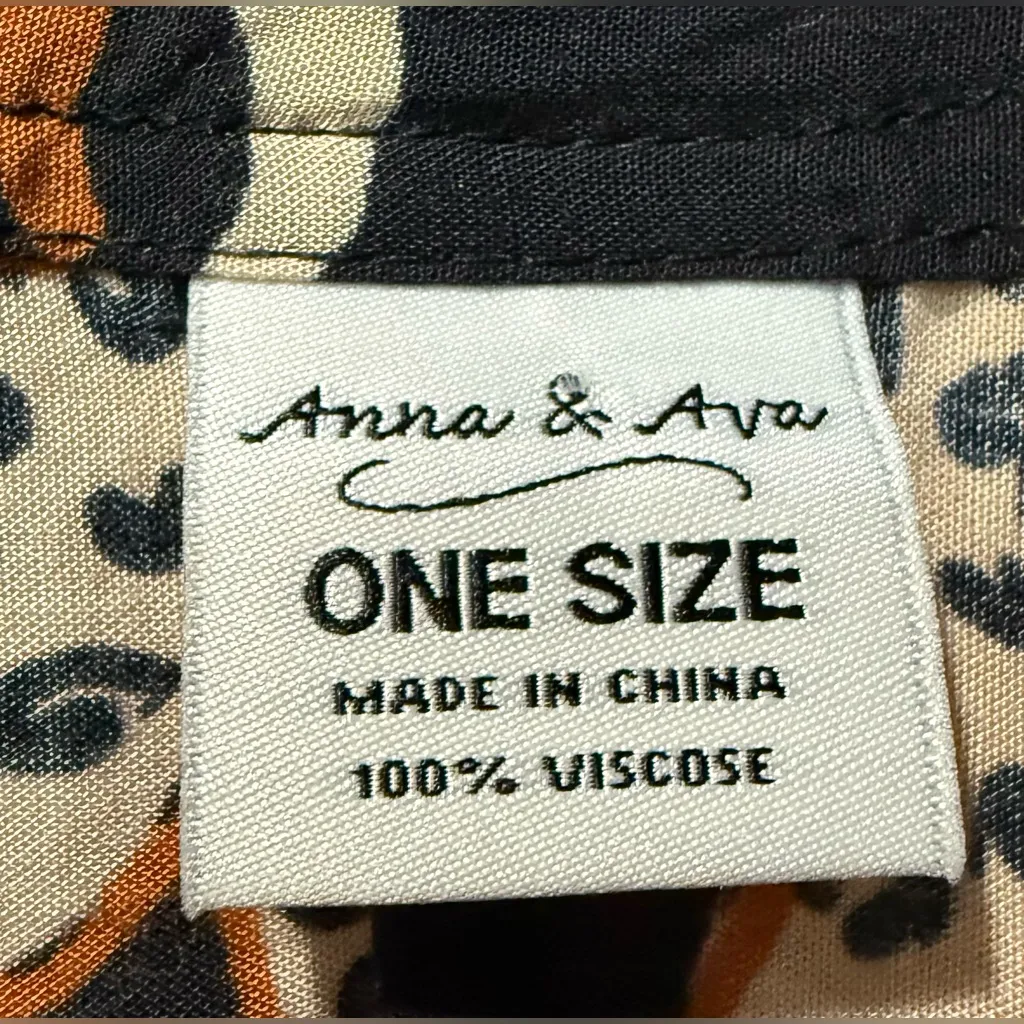 Anna & Ava
ONE SIZE
MADE IN CHINA
100% VISCOSE